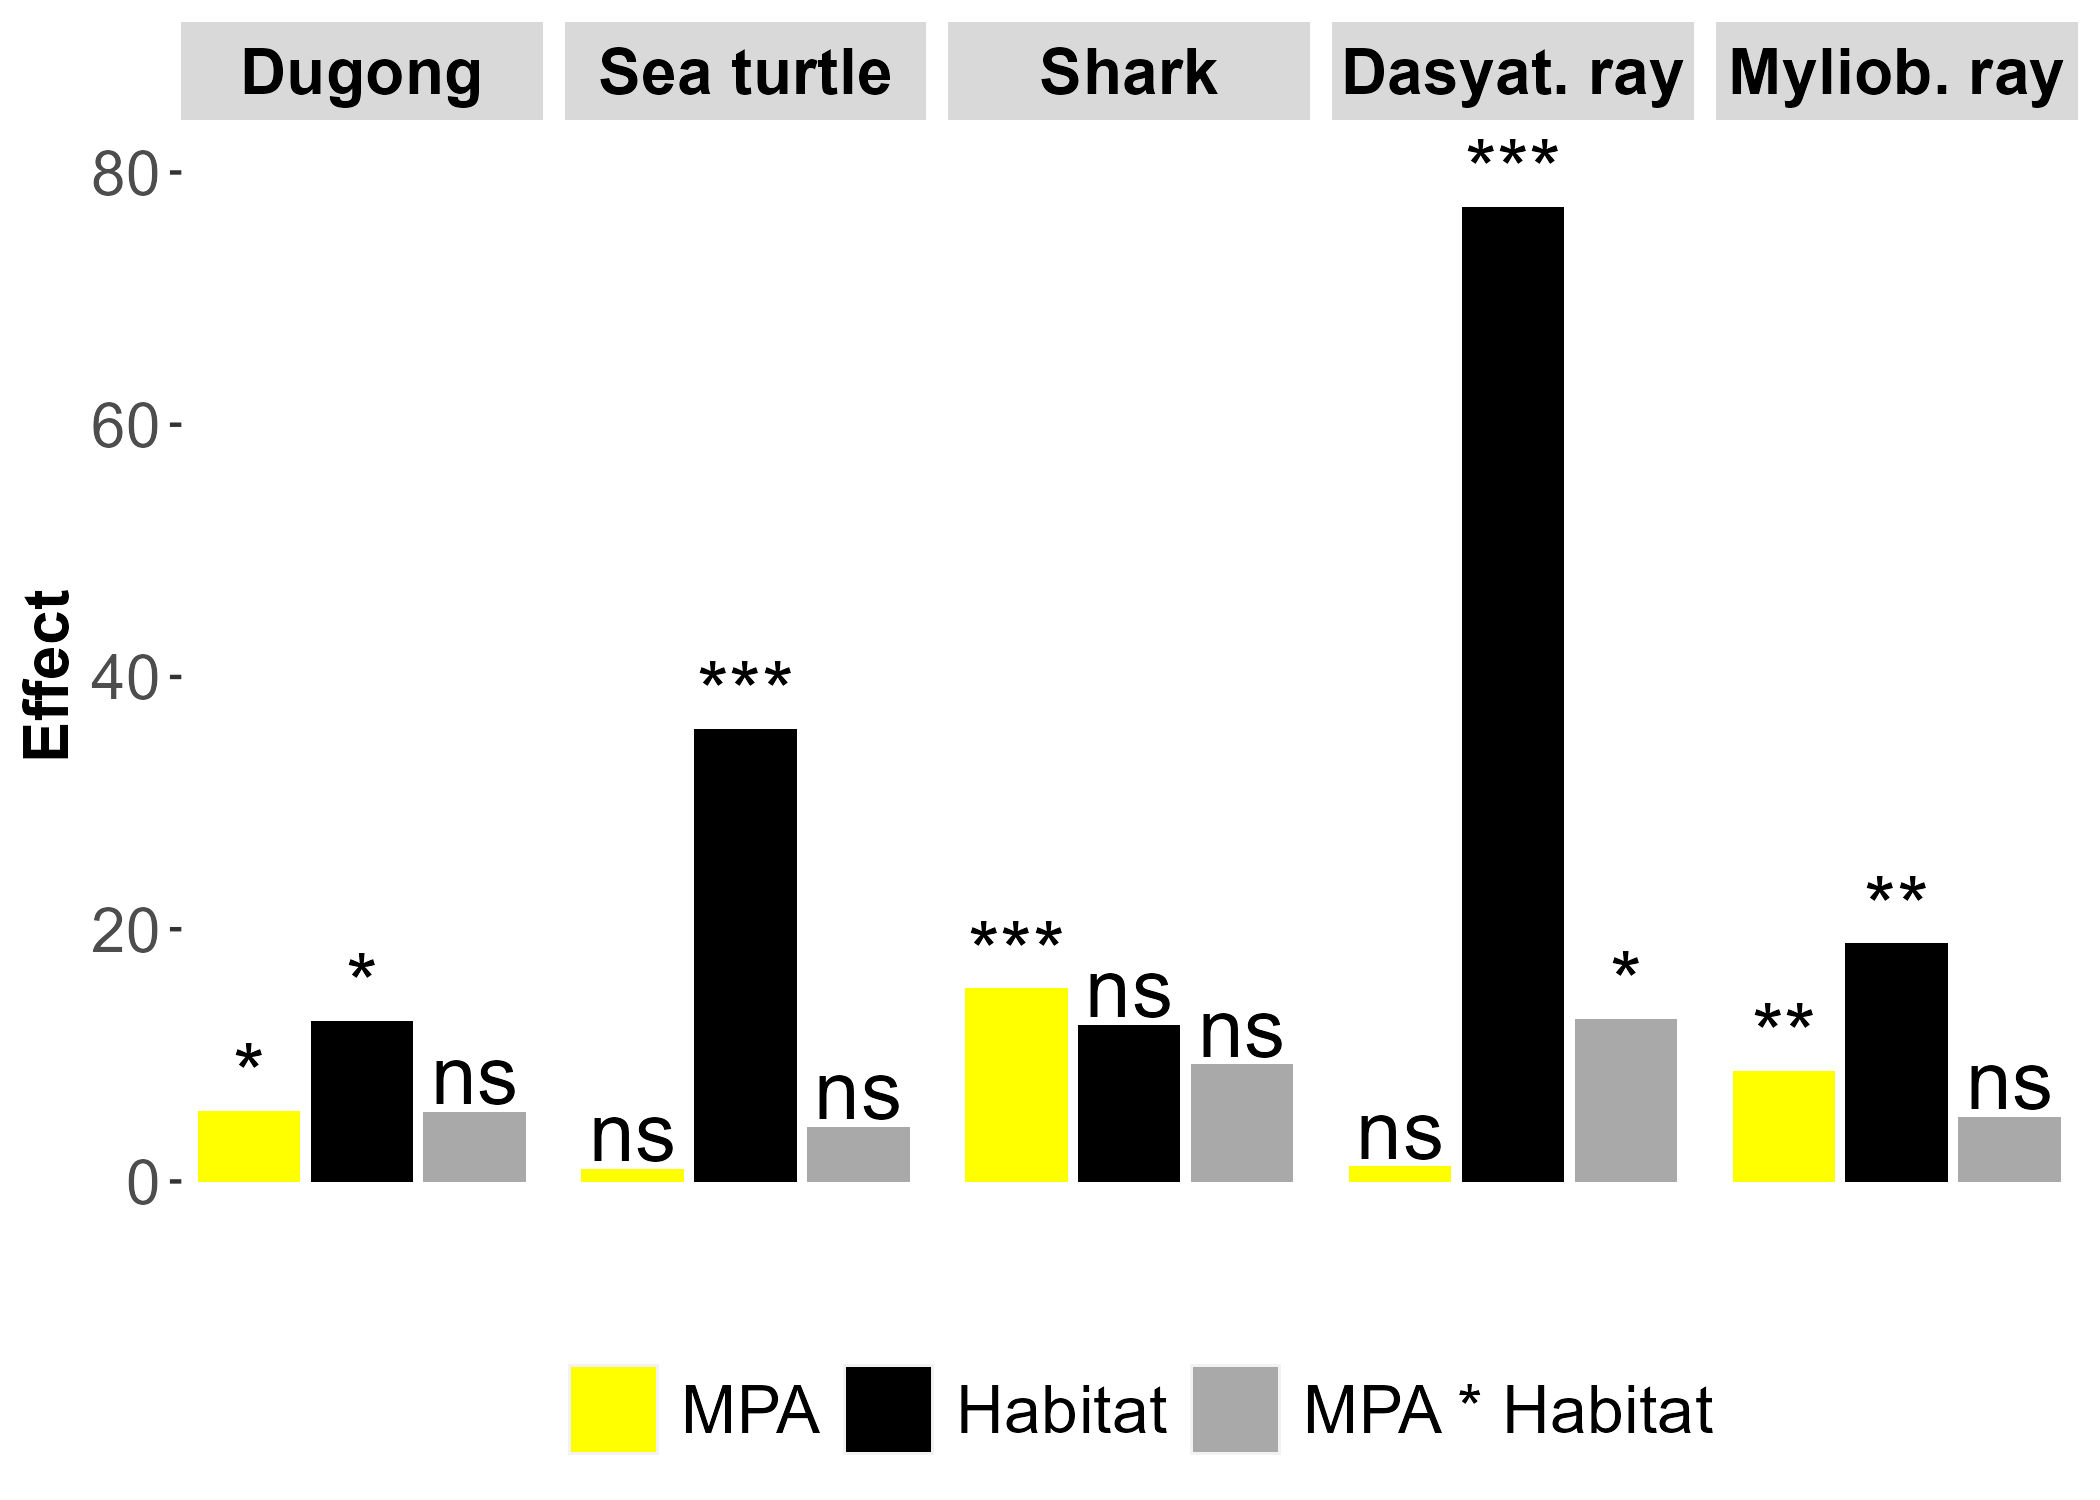 Dugong Sea turtle Shark Dasyat. ray Myliob. ray
80
60
40
20
0
Effect
* * ns
ns *** ns
*** ns ns
ns *** *
** ** ns
MPA Habitat MPA * Habitat